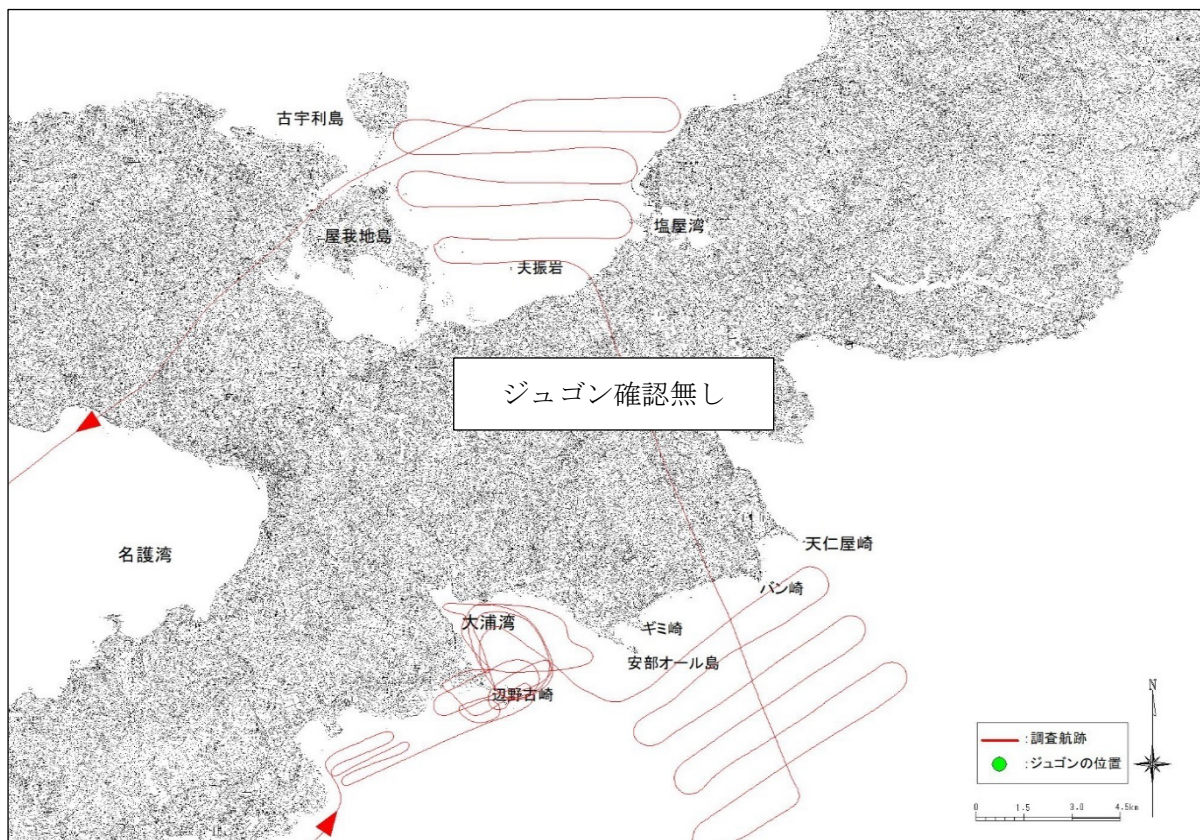 古宇利島
屋我地島
塩屋湾
夫振岩
ジュゴン確認無し
名護湾
天仁屋崎
バン崎
大浦湾
ギミ崎
安部オール島
辺野古崎
N
:調査航跡
:ジュゴンの位置
0 1.5 3.0 4.5km